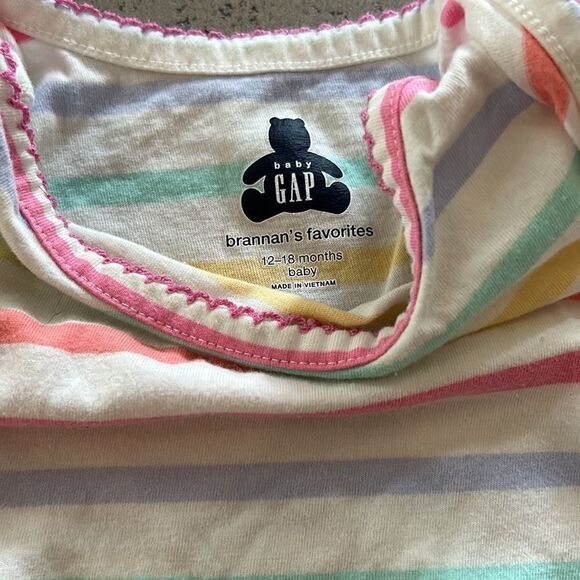 baby
GAP
brannan's favorites
12–18 months
baby
MADE IN VIETNAM